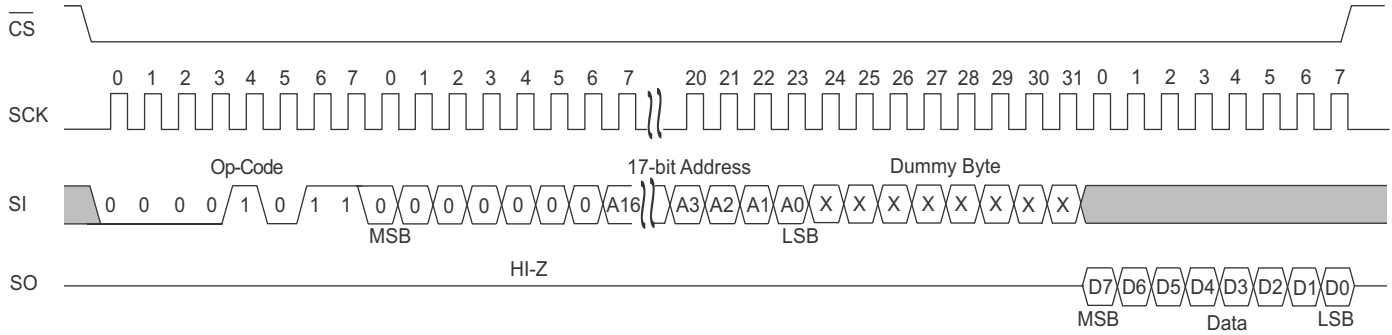 CS
0 1 2 3 4 5 6 7 0 1 2 3 4 5 6 7 20 21 22 23 24 25 26 27 28 29 30 31 0 1 2 3 4 5 6 7
SCK
Op-Code 17-bit Address Dummy Byte
SI 0 0 0 0 1 0 1 1 0 0 0 0 0 0 0 A16 A3 A2 A1 A0 X X X X X X X X
MSB LSB
HI-Z
SO D7 D6 D5 D4 D3 D2 D1 D0
MSB Data LSB